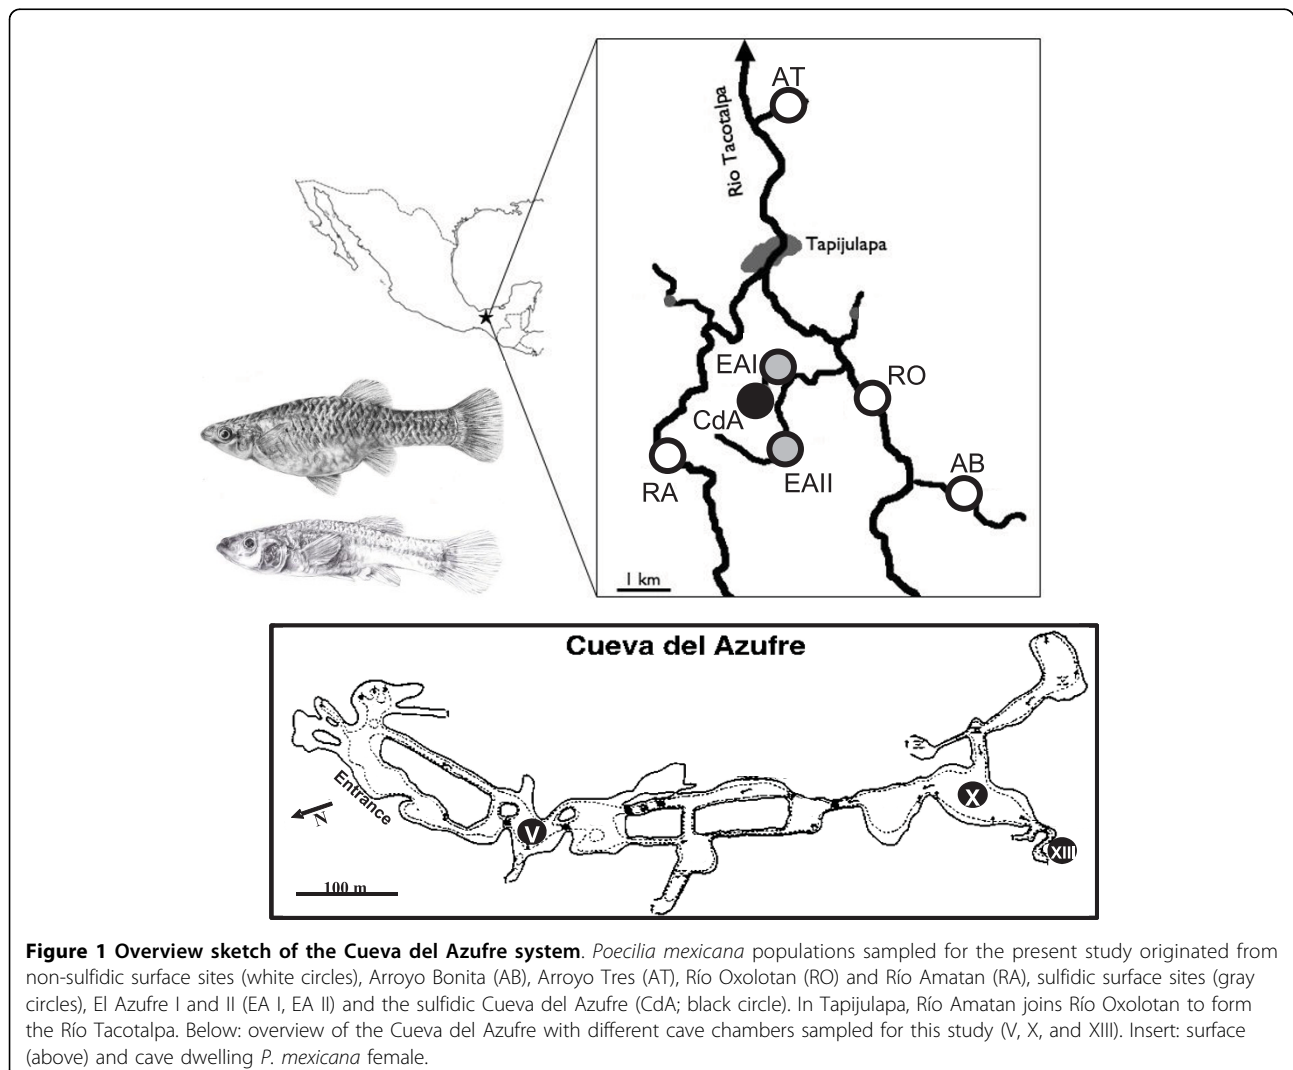 AT
Rio Tacotalpa
Tapijulapa
EAI
RO
CdA
AB
RA
EAII
1 km
Cueva del Azufre
Entrance
N
V
X
XIII
100 m
Figure 1 Overview sketch of the Cueva del Azufre system. Poecilia mexicana populations sampled for the present study originated from
non-sulfidic surface sites (white circles), Arroyo Bonita (AB), Arroyo Tres (AT), Río Oxolotan (RO) and Río Amatan (RA), sulfidic surface sites (gray
circles), El Azufre I and II (EA I, EA II) and the sulfidic Cueva del Azufre (CdA; black circle). In Tapijulapa, Río Amatan joins Río Oxolotan to form
the Río Tacotalpa. Below: overview of the Cueva del Azufre with different cave chambers sampled for this study (V, X, and XIII). Insert: surface
(above) and cave dwelling P. mexicana female.